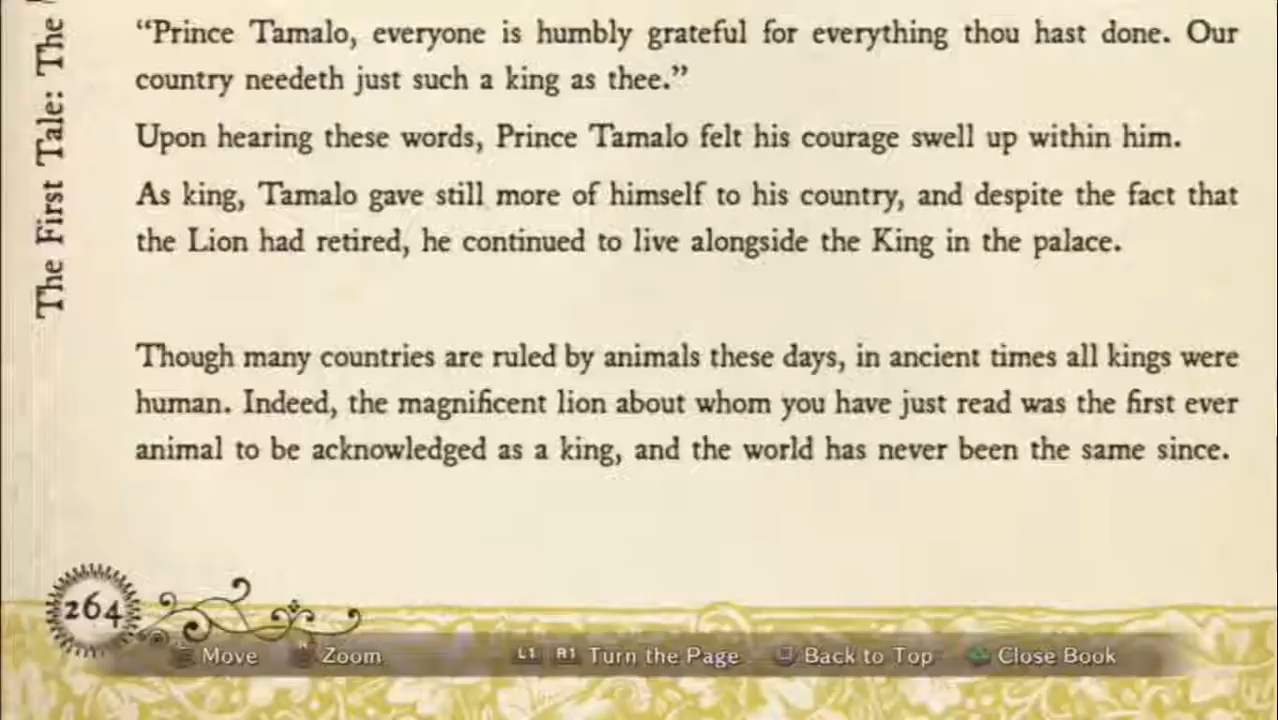 The First Tale: The
“Prince Tamalo, everyone is humbly grateful for everything thou hast done. Our
country needeth just such a king as thee.”
Upon hearing these words, Prince Tamalo felt his courage swell up within him.
As king, Tamalo gave still more of himself to his country, and despite the fact that
the Lion had retired, he continued to live alongside the King in the palace.
Though many countries are ruled by animals these days, in ancient times all kings were
human. Indeed, the magnificent lion about whom you have just read was the first ever
animal to be acknowledged as a king, and the world has never been the same since.
264
Move Zoom L1 R1 Turn the Page Back to Top Close Book